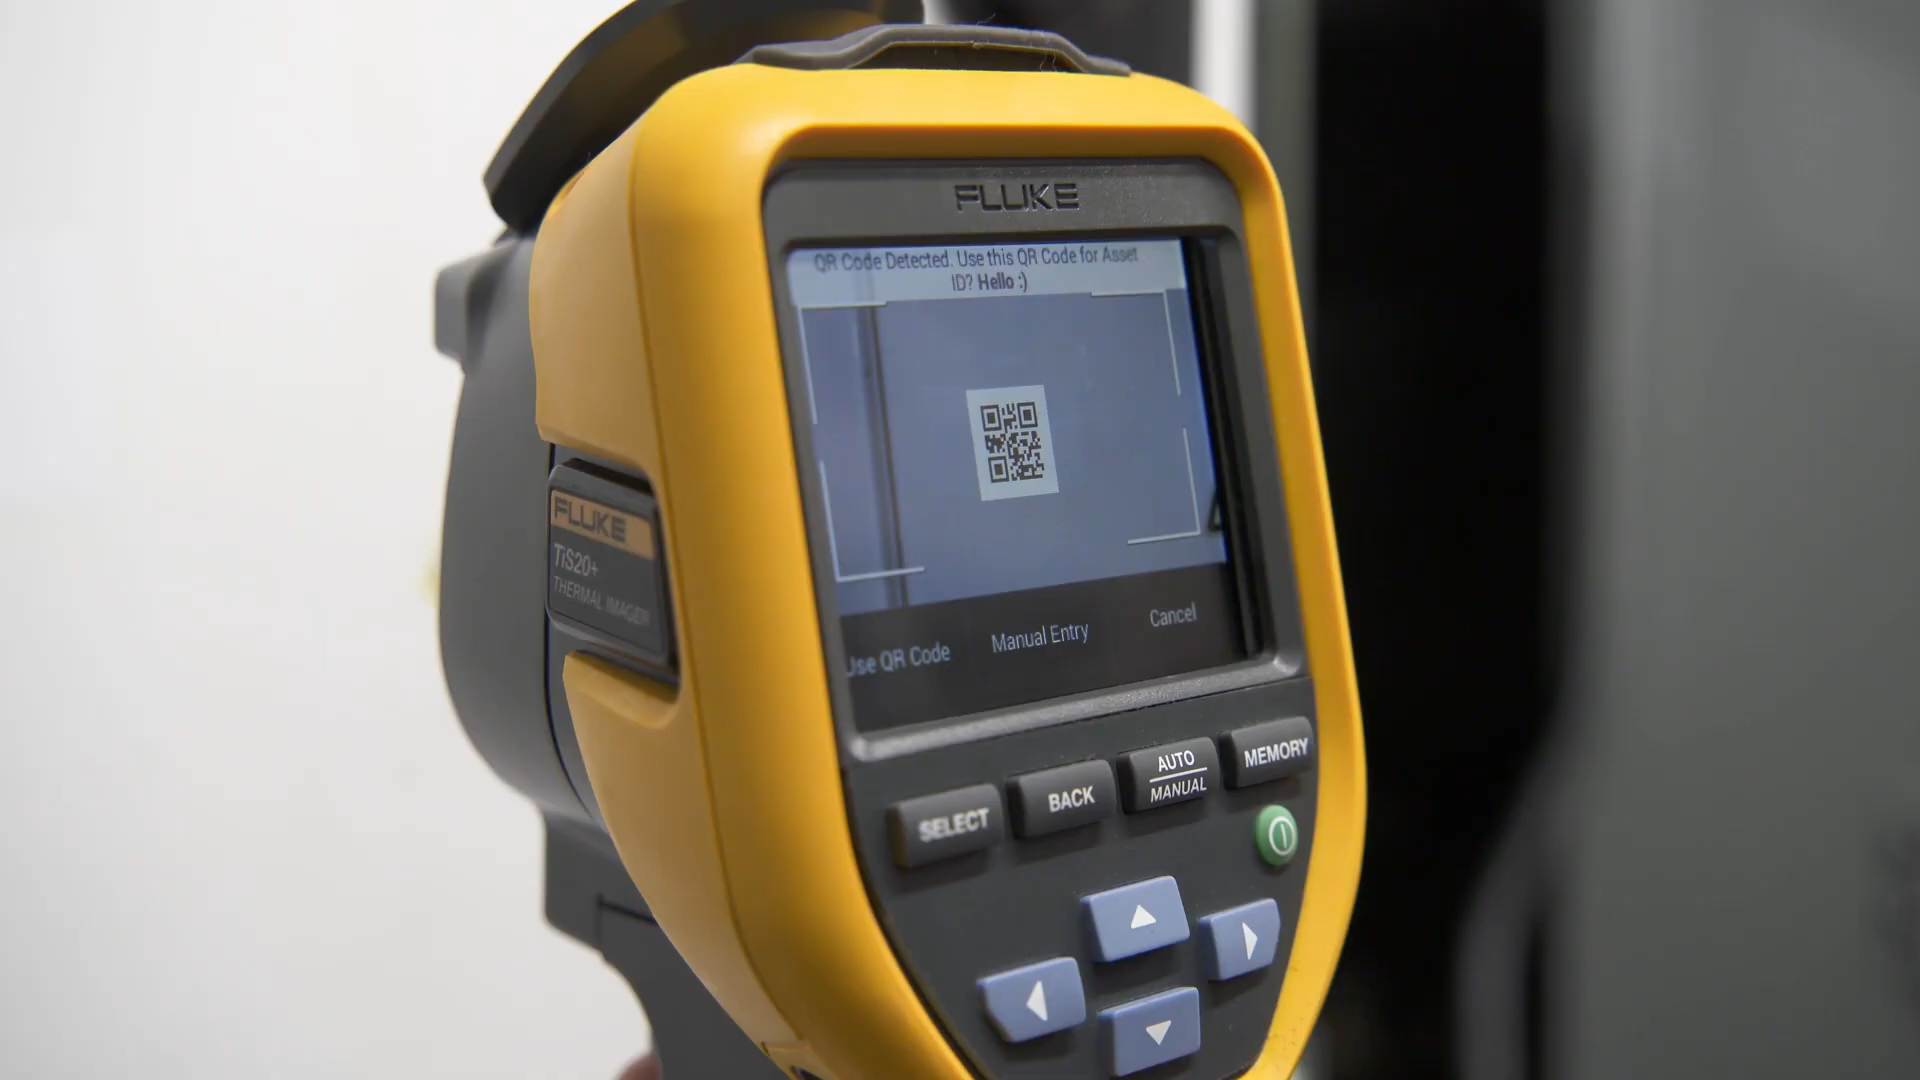 FLUKE
QR Code Detected. Use this QR Code for Asset
ID? Hello :)
Use QR Code
Manual Entry
Cancel
FLUKE
TiS20+
THERMAL IMAGER
SELECT
BACK
AUTO
MANUAL
MEMORY